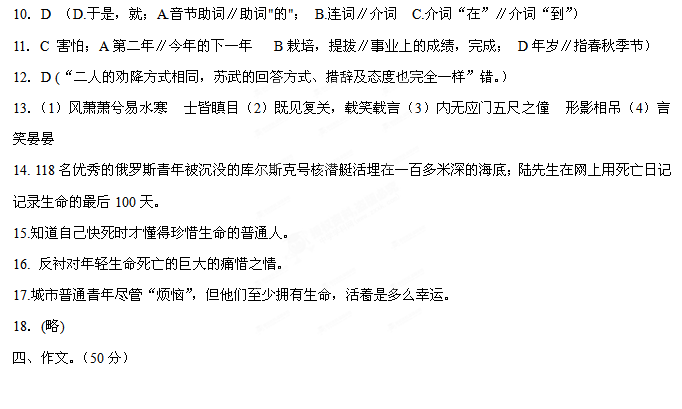 10. D （D.于是，就；A.音节助词∥助词"的"； B.连词∥介词 C.介词“在”∥介词“到”）
11. C 害怕；A 第二年∥今年的下一年 B 栽培，提拔∥事业上的成绩，完成； D 年岁∥指春秋季节）
12. D (“二人的劝降方式相同，苏武的回答方式、措辞及态度也完全一样”错。）
13.（1）风萧萧兮易水寒 士皆瞋目（2）既见复关，载笑载言（3）内无应门五尺之僮 形影相吊（4）言
笑晏晏
14. 118 名优秀的俄罗斯青年被沉没的库尔斯克号核潜艇活埋在一百多米深的海底；陆先生在网上用死亡日记
记录生命的最后 100 天。
15.知道自己快死时才懂得珍惜生命的普通人。
16. 反衬对年轻生命死亡的巨大的痛惜之情。
17.城市普通青年尽管“烦恼”，但他们至少拥有生命，活着是多么幸运。
18. (略)
四、作文。（50 分）